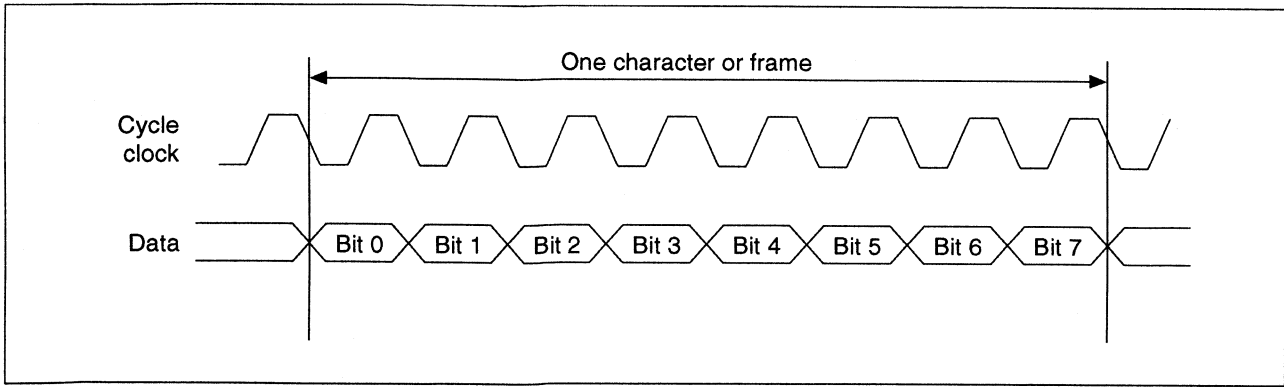 One character or frame
Cycle
clock
Data
Bit 0
Bit 1
Bit 2
Bit 3
Bit 4
Bit 5
Bit 6
Bit 7